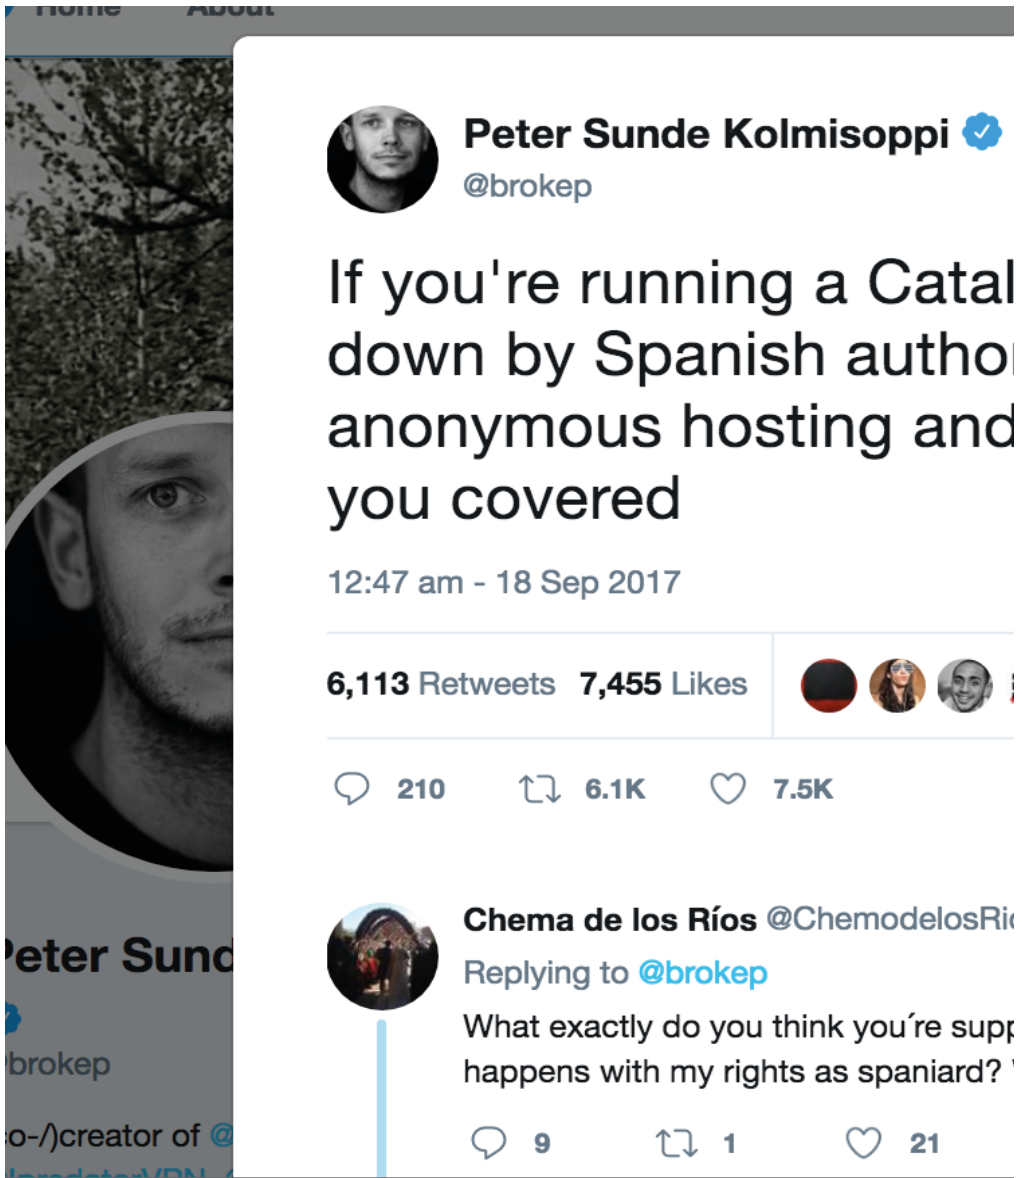 Home About
Peter Sunde Kolmisoppi
@brokep
If you're running a Catal
down by Spanish author
anonymous hosting and
you covered
12:47 am - 18 Sep 2017
6,113 Retweets 7,455 Likes
210 6.1K 7.5K
Chema de los Ríos @ChemodelosRio
Replying to @brokep
What exactly do you think you´re supp
happens with my rights as spaniard?
9 1 21
Peter Sund
@brokep
co-/)creator of @